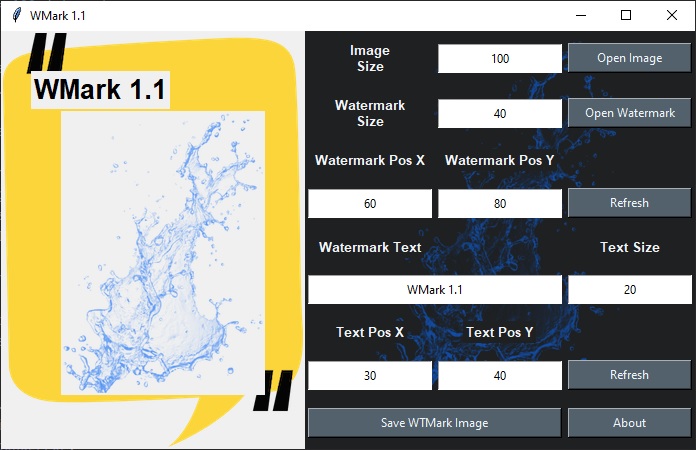 WMark 1.1
WMark 1.1
Image
Size
100
Open Image
Watermark
Size
40
Open Watermark
Watermark Pos X
Watermark Pos Y
60
80
Refresh
Watermark Text
Text Size
WMark 1.1
20
Text Pos X
Text Pos Y
30
40
Refresh
Save WTMark Image
About